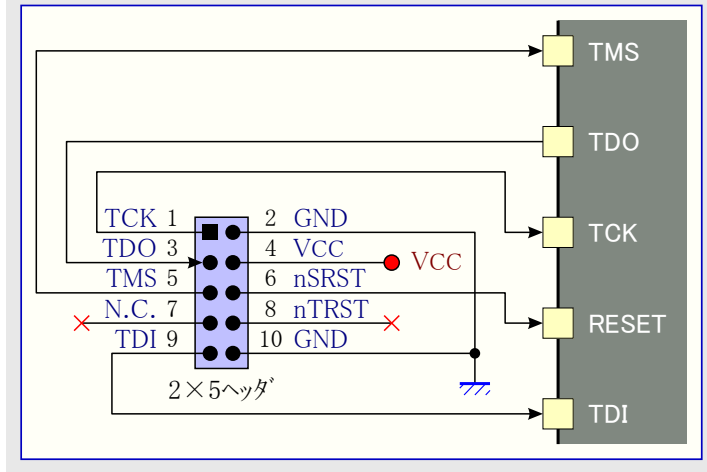 TMS
TDO
TCK
RESET
TDI
TCK 1
2 GND
TDO 3
4 VCC
VCC
TMS 5
6 nSRST
N.C. 7
8 nTRST
TDI 9
10 GND
2×5ヘッダ